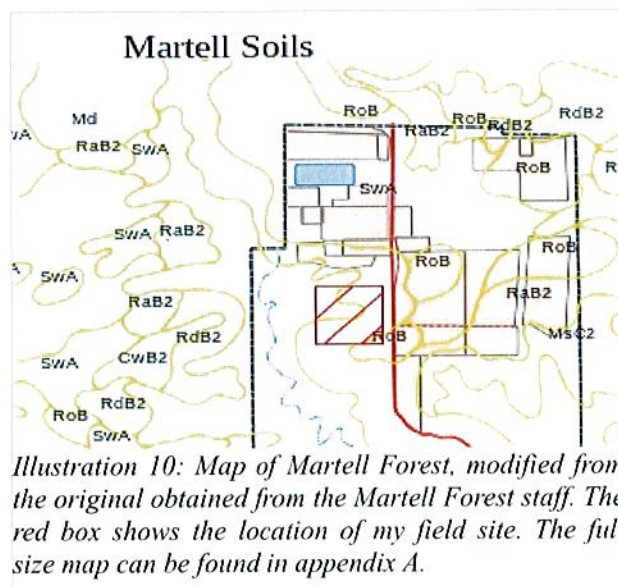 Martell Soils
RoB
RoB
RdB2
Md
RaB2
RdB2
wA
RaB2
SwA
RoB
R
SwA
SwA
RaB2
RoB
RoB
A
SwA
RaB2
RaB2
RdB2
RoB
MsC2
SwA
CwB2
RdB2
RoB
SwA
Illustration 10: Map of Martell Forest, modified from
the original obtained from the Martell Forest staff. The
red box shows the location of my field site. The ful
size map can be found in appendix A.